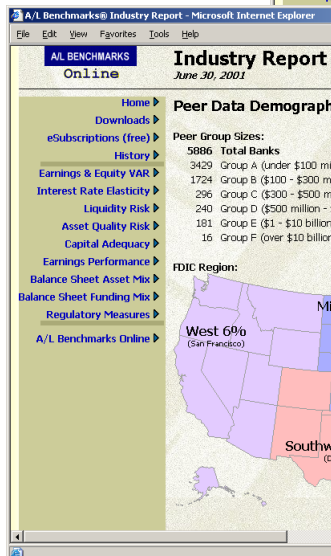 A/L Benchmarks® Industry Report - Microsoft Internet Explorer
File Edit View Favorites Tools Help
A/L BENCHMARKS
Online
Industry Report
June 30, 2001
Home
Downloads
eSubscriptions (free)
History
Earnings & Equity VAR
Interest Rate Elasticity
Liquidity Risk
Asset Quality Risk
Capital Adequacy
Earnings Performance
Balance Sheet Asset Mix
Balance Sheet Funding Mix
Regulatory Measures
A/L Benchmarks Online
Peer Data Demograph
Peer Group Sizes:
5886 Total Banks
3429 Group A (under $100 mi
1724 Group B ($100 - $300 m
296 Group C ($300 - $500 m
240 Group D ($500 million -
181 Group E ($1 - $10 billion
16 Group F (over $10 billion
FDIC Region:
West 6%
(San Francisco)
Mi
Southw
(D